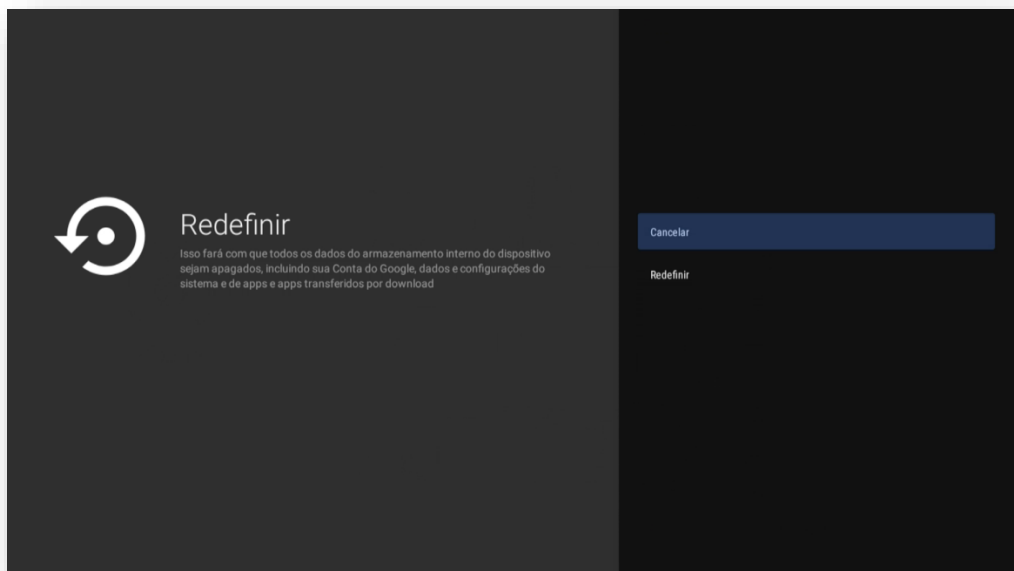 Redefinir
Isso fará com que todos os dados do armazenamento interno do dispositivo
sejam apagados, incluindo sua Conta do Google, dados e configurações do
sistema e de apps e apps transferidos por download
Cancelar
Redefinir